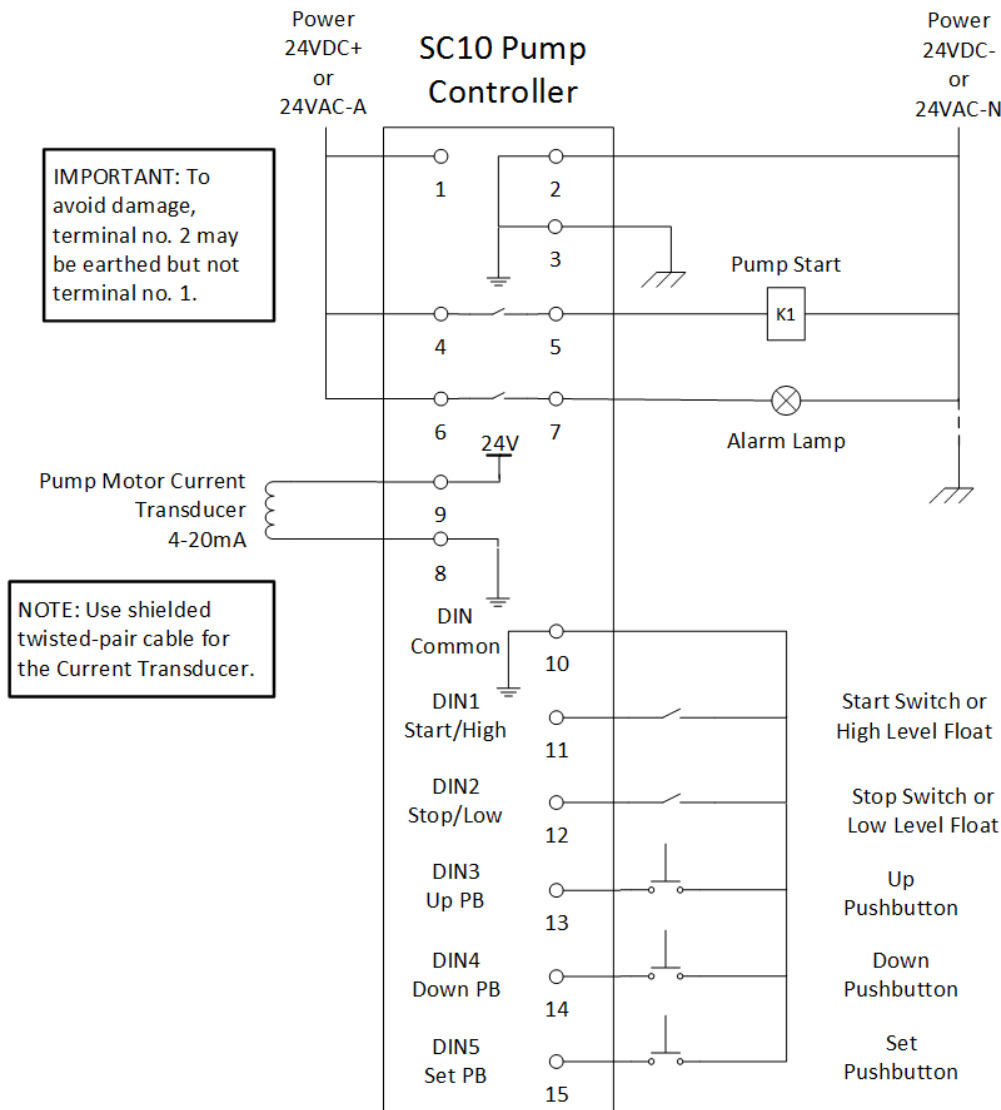 Power
24VDC+
or
24VAC-A
SC10 Pump
Controller
Power
24VDC-
or
24VAC-N
IMPORTANT: To
avoid damage,
terminal no. 2 may
be earthed but not
terminal no. 1.
1
2
3
Pump Start
K1
4
5
6
7
24V
Alarm Lamp
Pump Motor Current
Transducer
4-20mA
9
8
NOTE: Use shielded
twisted-pair cable for
the Current Transducer.
DIN
Common
10
DIN1
Start/High
11
Start Switch or
High Level Float
DIN2
Stop/Low
12
Stop Switch or
Low Level Float
DIN3
Up PB
13
Up
Pushbutton
DIN4
Down PB
14
Down
Pushbutton
DIN5
Set PB
15
Set
Pushbutton